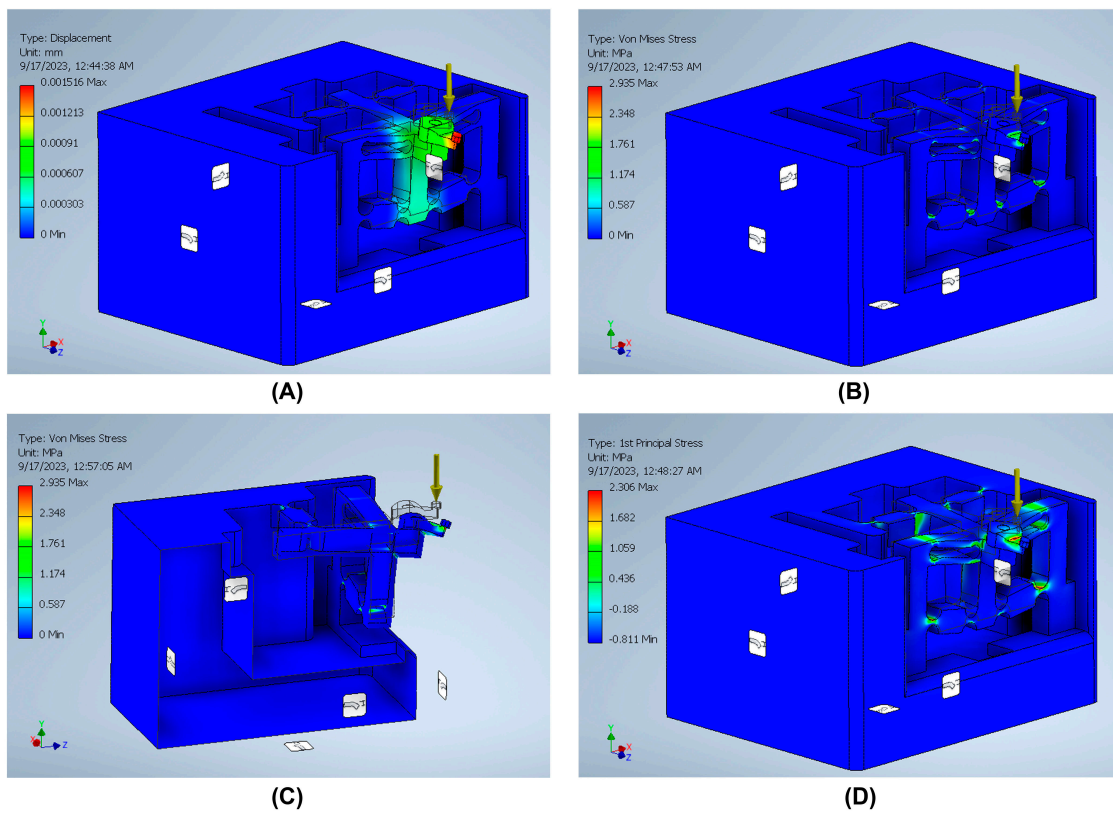 Type: Displacement
Unit: mm
9/17/2023, 12:44:38 AM
0.001516 Max
0.001213
0.00091
0.000607
0.000303
0 Min
Y
X
Z
(A)
Type: Von Mises Stress
Unit: MPa
9/17/2023, 12:47:53 AM
2.935 Max
2.348
1.761
1.174
0.587
0 Min
Y
X
Z
(B)
Type: Von Mises Stress
Unit: MPa
9/17/2023, 12:57:05 AM
2.935 Max
2.348
1.761
1.174
0.587
0 Min
Y
X
Z
(C)
Type: 1st Principal Stress
Unit: MPa
9/17/2023, 12:48:27 AM
2.306 Max
1.682
1.059
0.436
-0.188
-0.811 Min
Y
X
Z
(D)